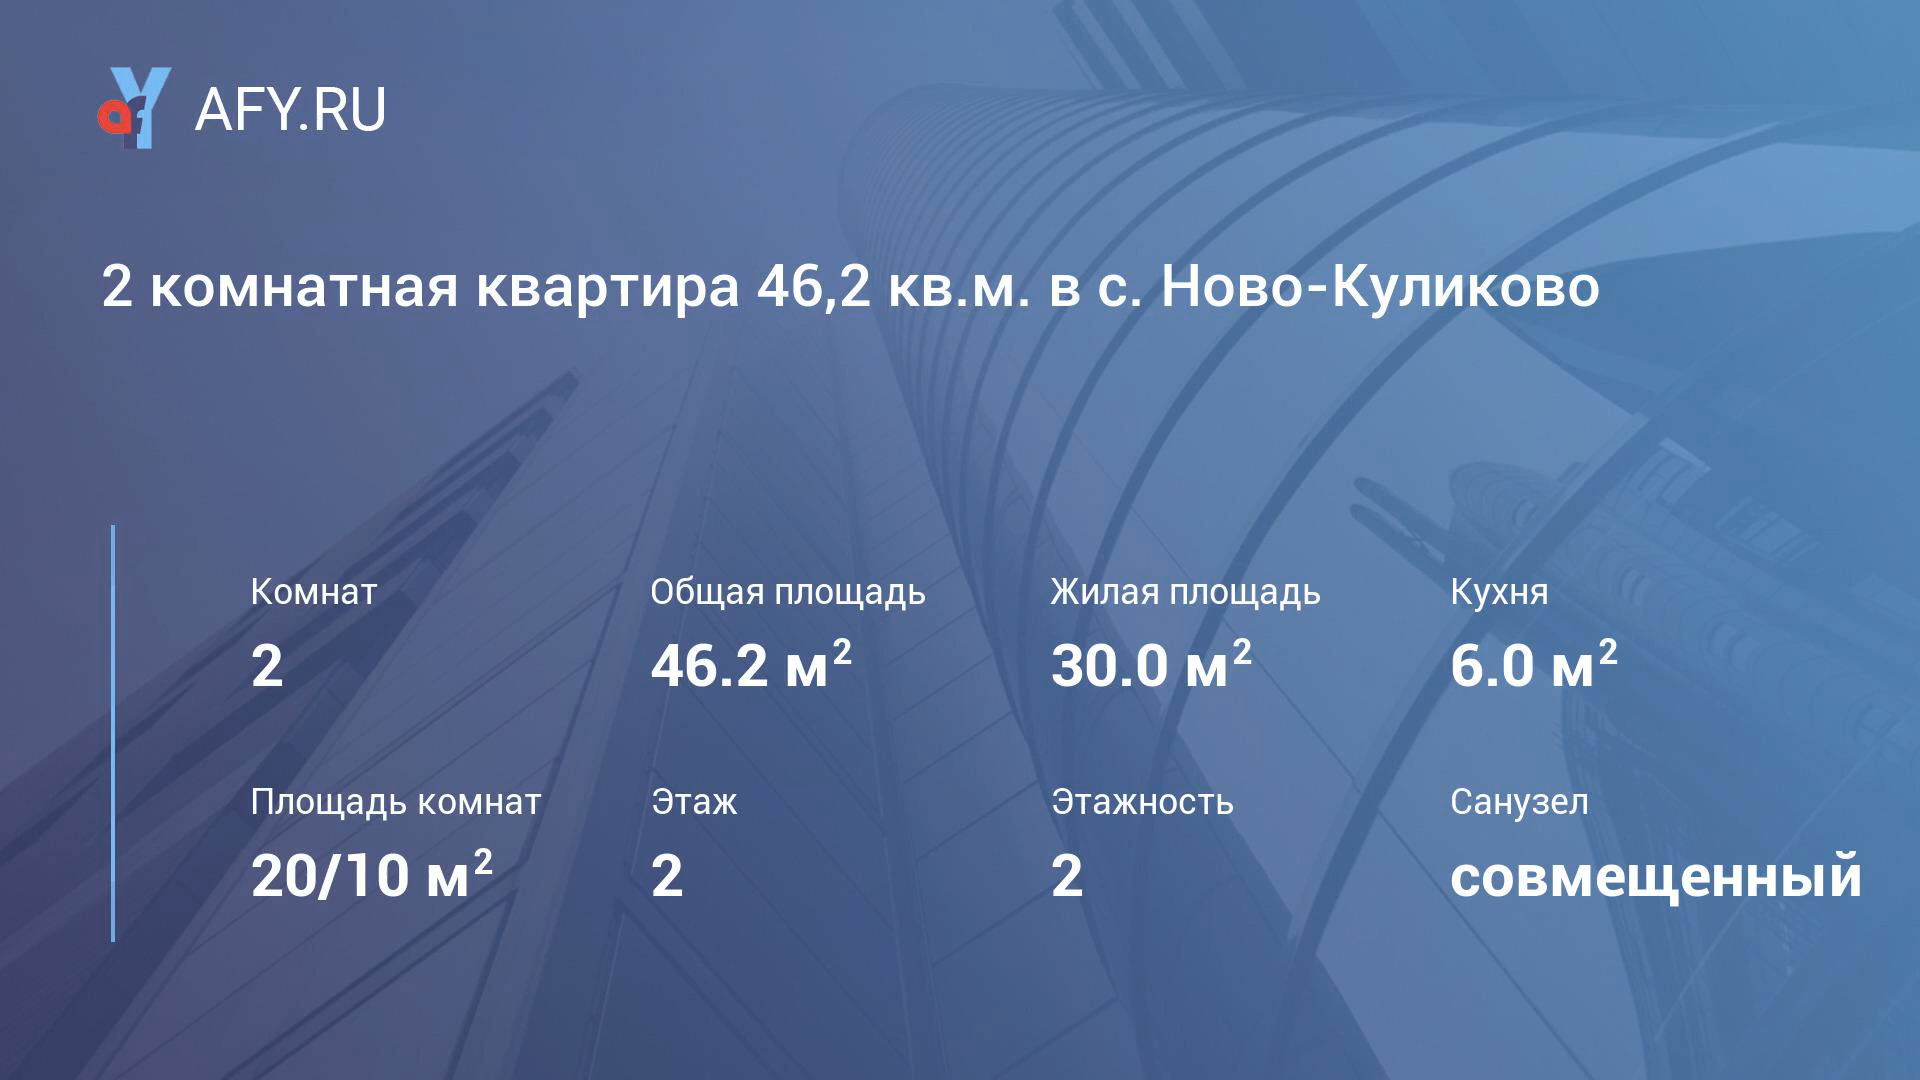 AFY.RU
2 комнатная квартира 46,2 кв.м. в с. Ново-Куликово
Комнат
2
Общая площадь
46.2 м²
Жилая площадь
30.0 м²
Кухня
6.0 м²
Площадь комнат
20/10 м²
Этаж
2
Этажность
2
Санузел
совмещенный